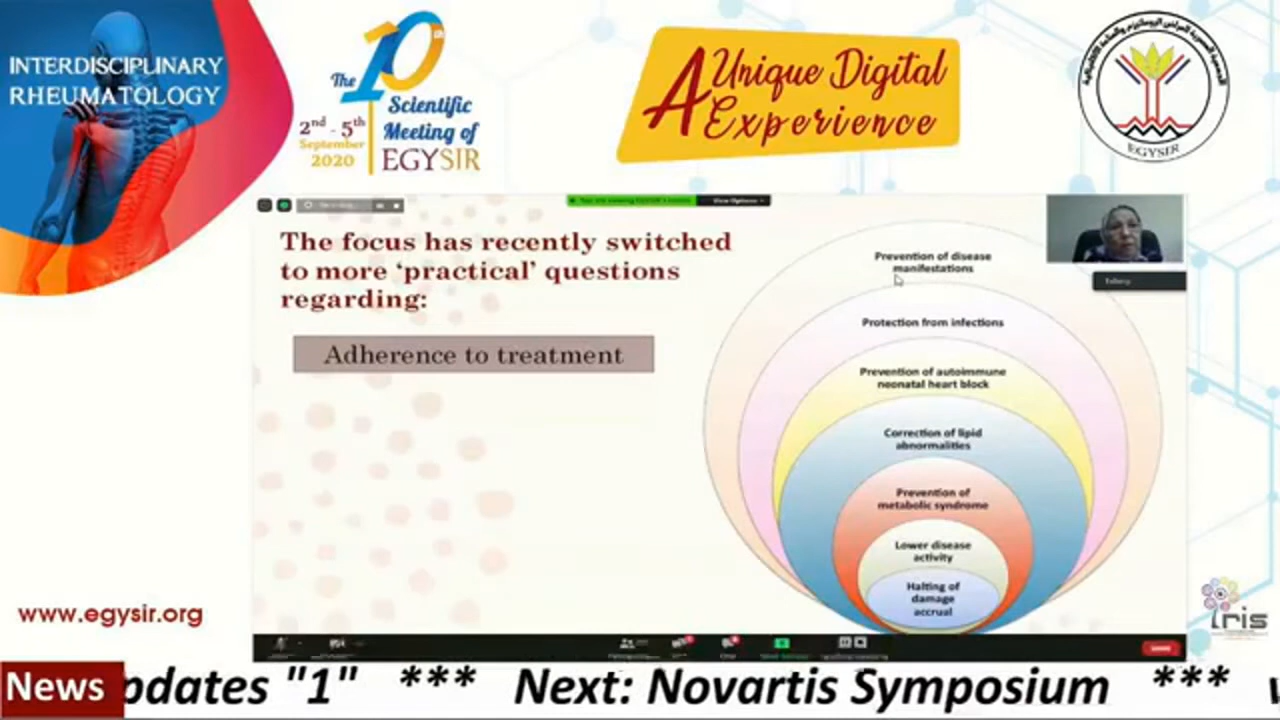 INTERDISCIPLINARY
RHEUMATOLOGY
The 10th
Scientific
Meeting of
EGYSIR
2nd - 5th
September
2020
A Unique Digital
Experience
EGYSIR
View Options
The focus has recently switched
to more ‘practical’ questions
regarding:
Adherence to treatment
Prevention of disease
manifestations
Protection from infections
Prevention of autoimmune
neonatal heart block
Correction of lipid
abnormalities
Prevention of
metabolic syndrome
Lower disease
activity
Halting of
damage
accrual
www.egysir.org
Iris
News pdates "1" *** Next: Novartis Symposium ***